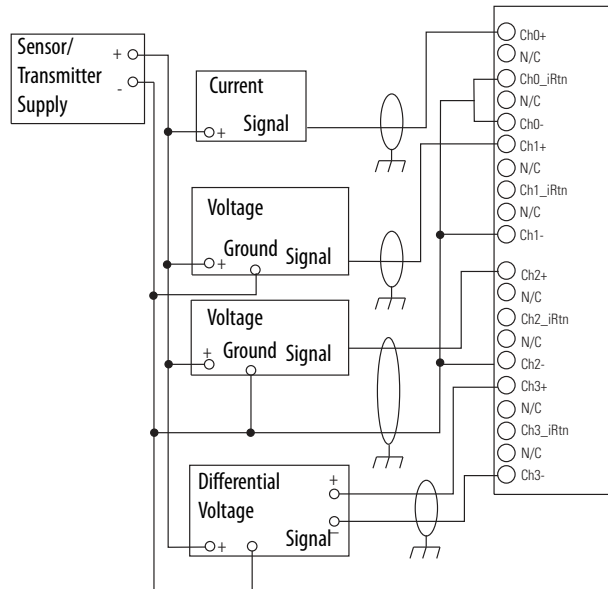 Sensor/
Transmitter
Supply
+
-
Current
Signal
+
Voltage
Ground
Signal
+
Voltage
Ground
Signal
+
Differential
Voltage
Signal
+
+
–
Ch0+
N/C
Ch0_iRtn
N/C
Ch0-
Ch1+
N/C
Ch1_iRtn
N/C
Ch1-
Ch2+
N/C
Ch2_iRtn
N/C
Ch2-
Ch3+
N/C
Ch3_iRtn
N/C
Ch3-